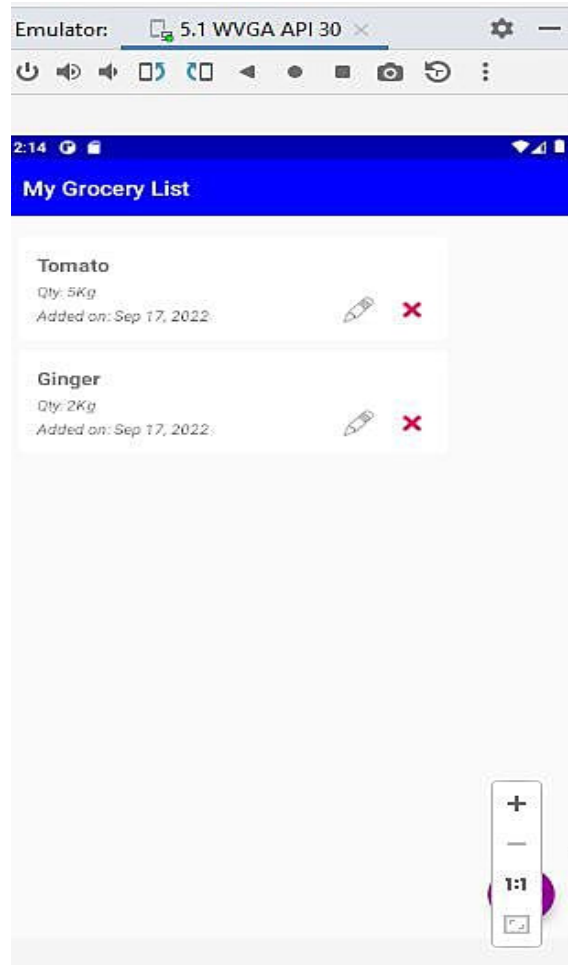 Emulator: 5.1 WVGA API 30
2:14
My Grocery List
Tomato
Qty: 5Kg
Added on: Sep 17, 2022
Ginger
Qty: 2Kg
Added on: Sep 17, 2022
1:1